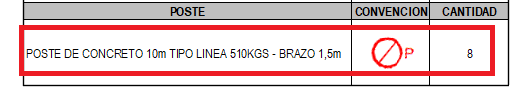 POSTE CONVENCION CANTIDAD
POSTE DE CONCRETO 10m TIPO LINEA 510KGS - BRAZO 1,5m P 8